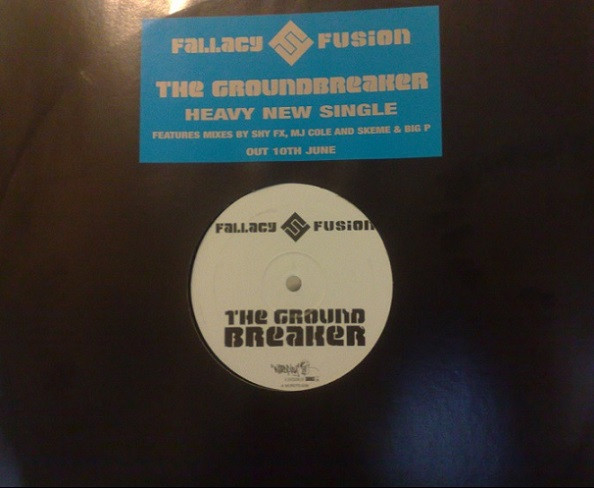 FALLACY FUSION
THE GROUNDBREAKER
HEAVY NEW SINGLE
FEATURES MIXES BY SHY FX, MJ COLE AND SKEME & BIG P
OUT 10TH JUNE
FALLACY FUSION
THE GROUND
BREAKER